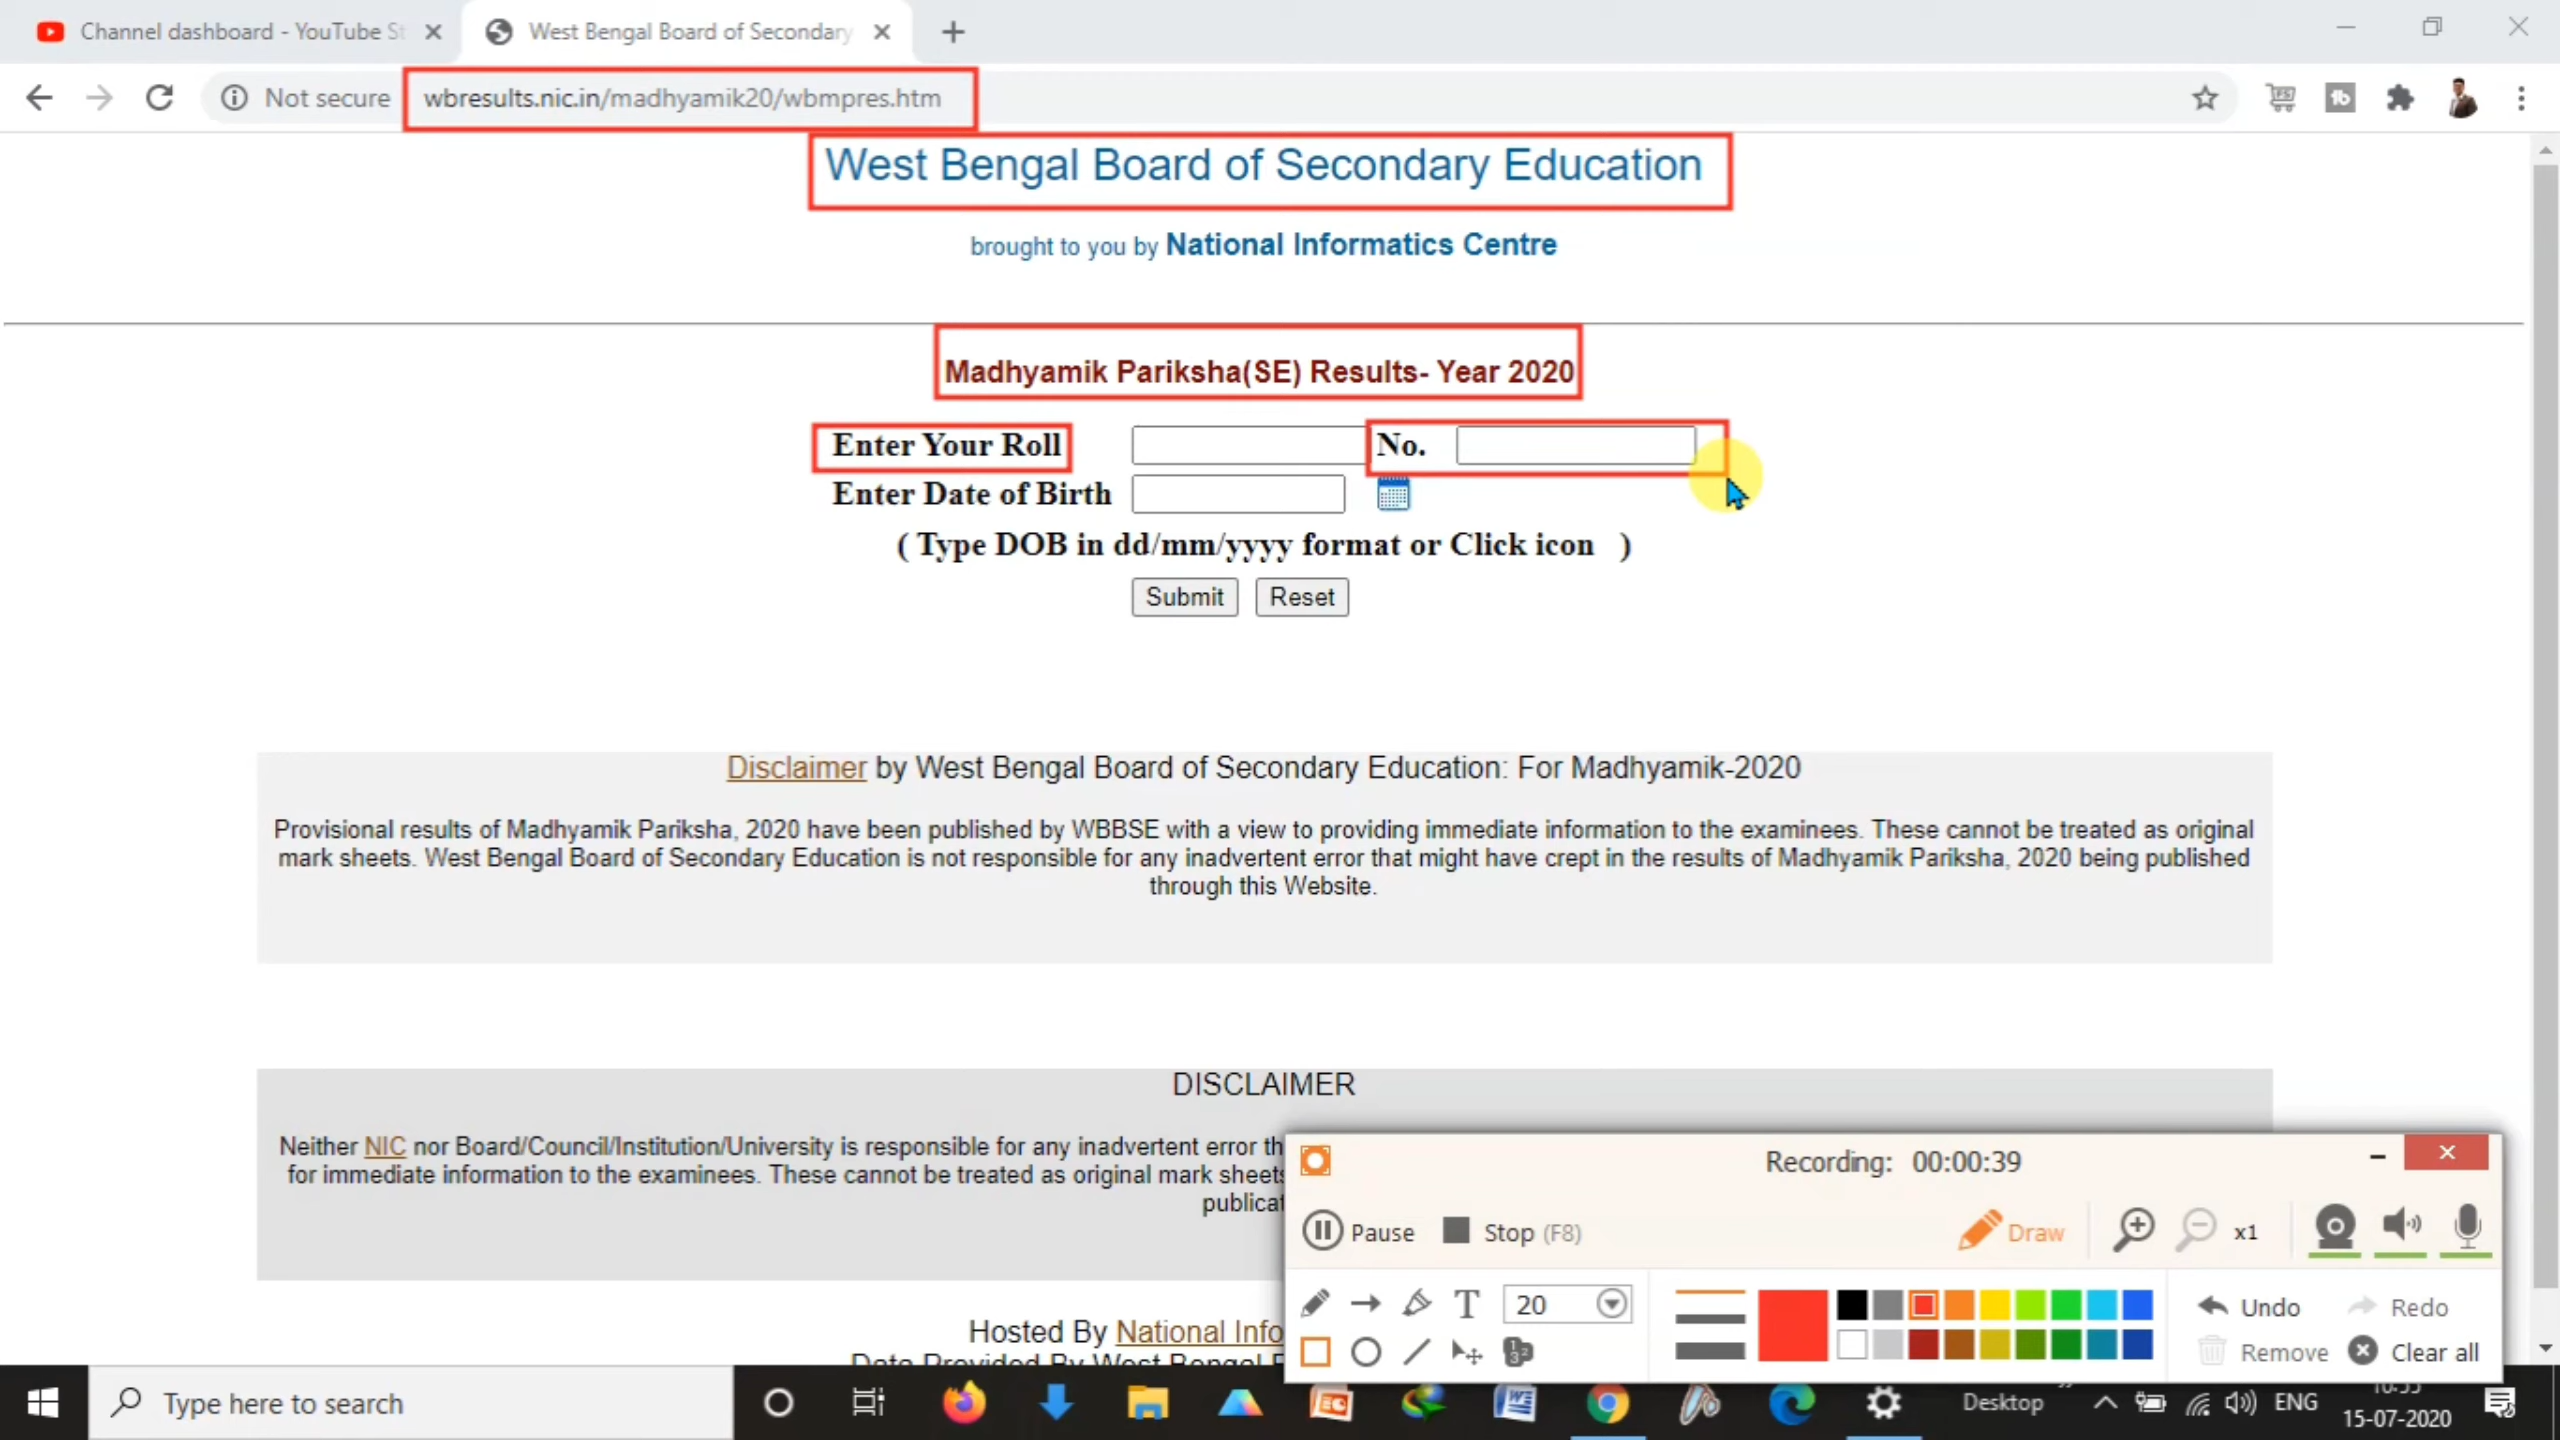 Channel dashboard - YouTube St
West Bengal Board of Secondary
Not secure
wbresults.nic.in/madhyamik20/wbmpres.htm
West Bengal Board of Secondary Education
brought to you by National Informatics Centre
Madhyamik Pariksha(SE) Results- Year 2020
Enter Your Roll No.
Enter Date of Birth
( Type DOB in dd/mm/yyyy format or Click icon )
Submit Reset
Disclaimer by West Bengal Board of Secondary Education: For Madhyamik-2020
Provisional results of Madhyamik Pariksha, 2020 have been published by WBBSE with a view to providing immediate information to the examinees. These cannot be treated as original
mark sheets. West Bengal Board of Secondary Education is not responsible for any inadvertent error that might have crept in the results of Madhyamik Pariksha, 2020 being published
through this Website.
DISCLAIMER
Neither NIC nor Board/Council/Institution/University is responsible for any inadvertent error th
for immediate information to the examinees. These cannot be treated as original mark sheets
publicat
Hosted By National Info
Data Provided By West Bengal
Recording: 00:00:39
Pause Stop (F8) Draw x1
20
Undo Redo
Remove Clear all
Type here to search
Desktop ENG
15-07-2020